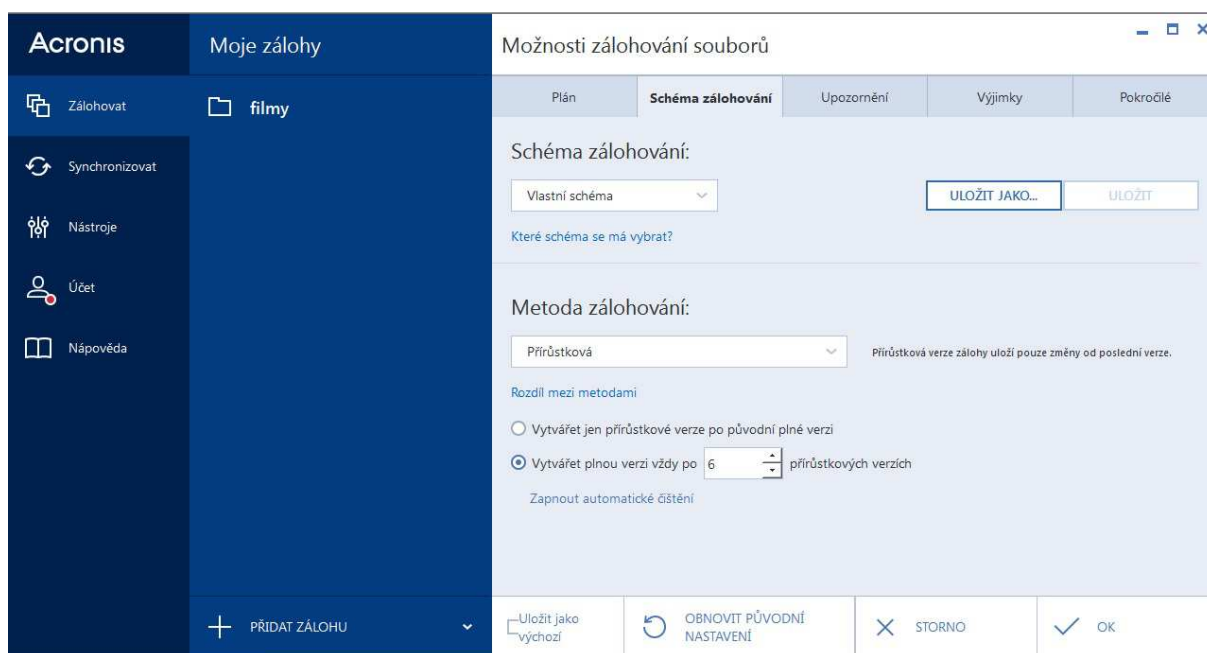 Acronis
Moje zálohy
Možnosti zálohování souborů
Zálohovat
Synchronizovat
Nástroje
Účet
Nápověda
filmy
PŘIDAT ZÁLOHU
Plán
Schéma zálohování
Upozornění
Výjimky
Pokročilé
Schéma zálohování:
Vlastní schéma
ULOŽIT JAKO...
ULOŽIT
Které schéma se má vybrat?
Metoda zálohování:
Přírůstková
Přírůstková verze zálohy uloží pouze změny od poslední verze.
Rozdíl mezi metodami
Vytvářet jen přírůstkové verze po původní plné verzi
Vytvářet plnou verzi vždy po 6 přírůstkových verzích
Zapnout automatické čištění
Uložit jako
výchozí
OBNOVIT PŮVODNÍ
NASTAVENÍ
STORNO
OK